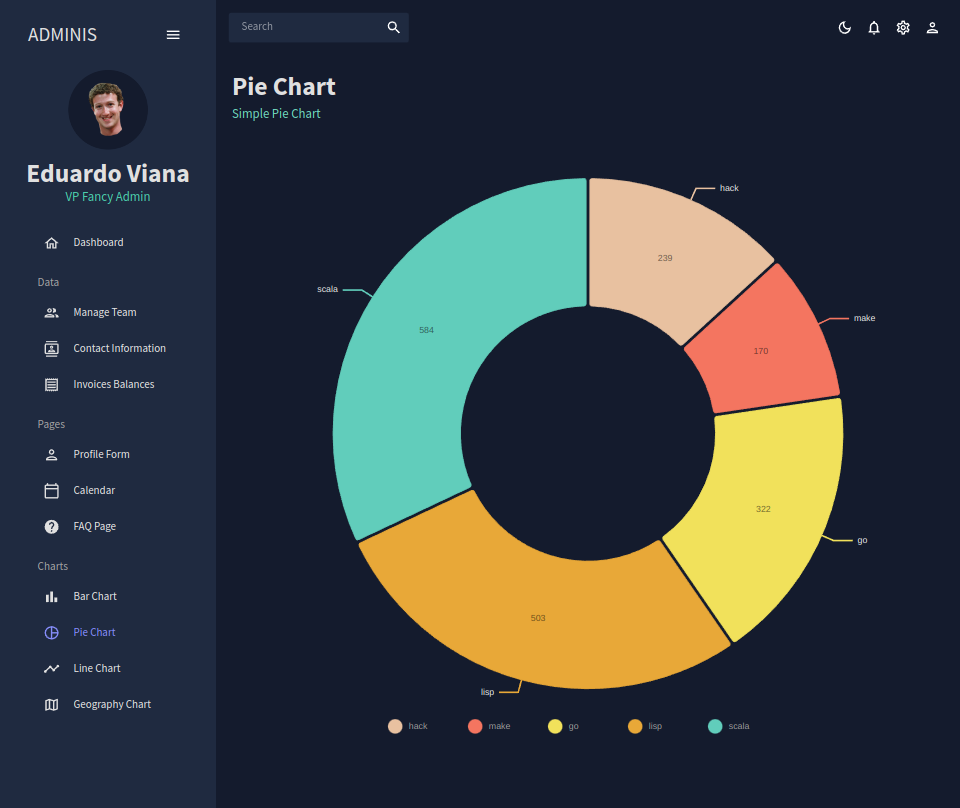 ADMINIS
Eduardo Viana
VP Fancy Admin
Dashboard
Data
Manage Team
Contact Information
Invoices Balances
Pages
Profile Form
Calendar
FAQ Page
Charts
Bar Chart
Pie Chart
Line Chart
Geography Chart
Search
Pie Chart
Simple Pie Chart
hack
239
scala
make
584
170
322
go
503
lisp
hack make go lisp scala